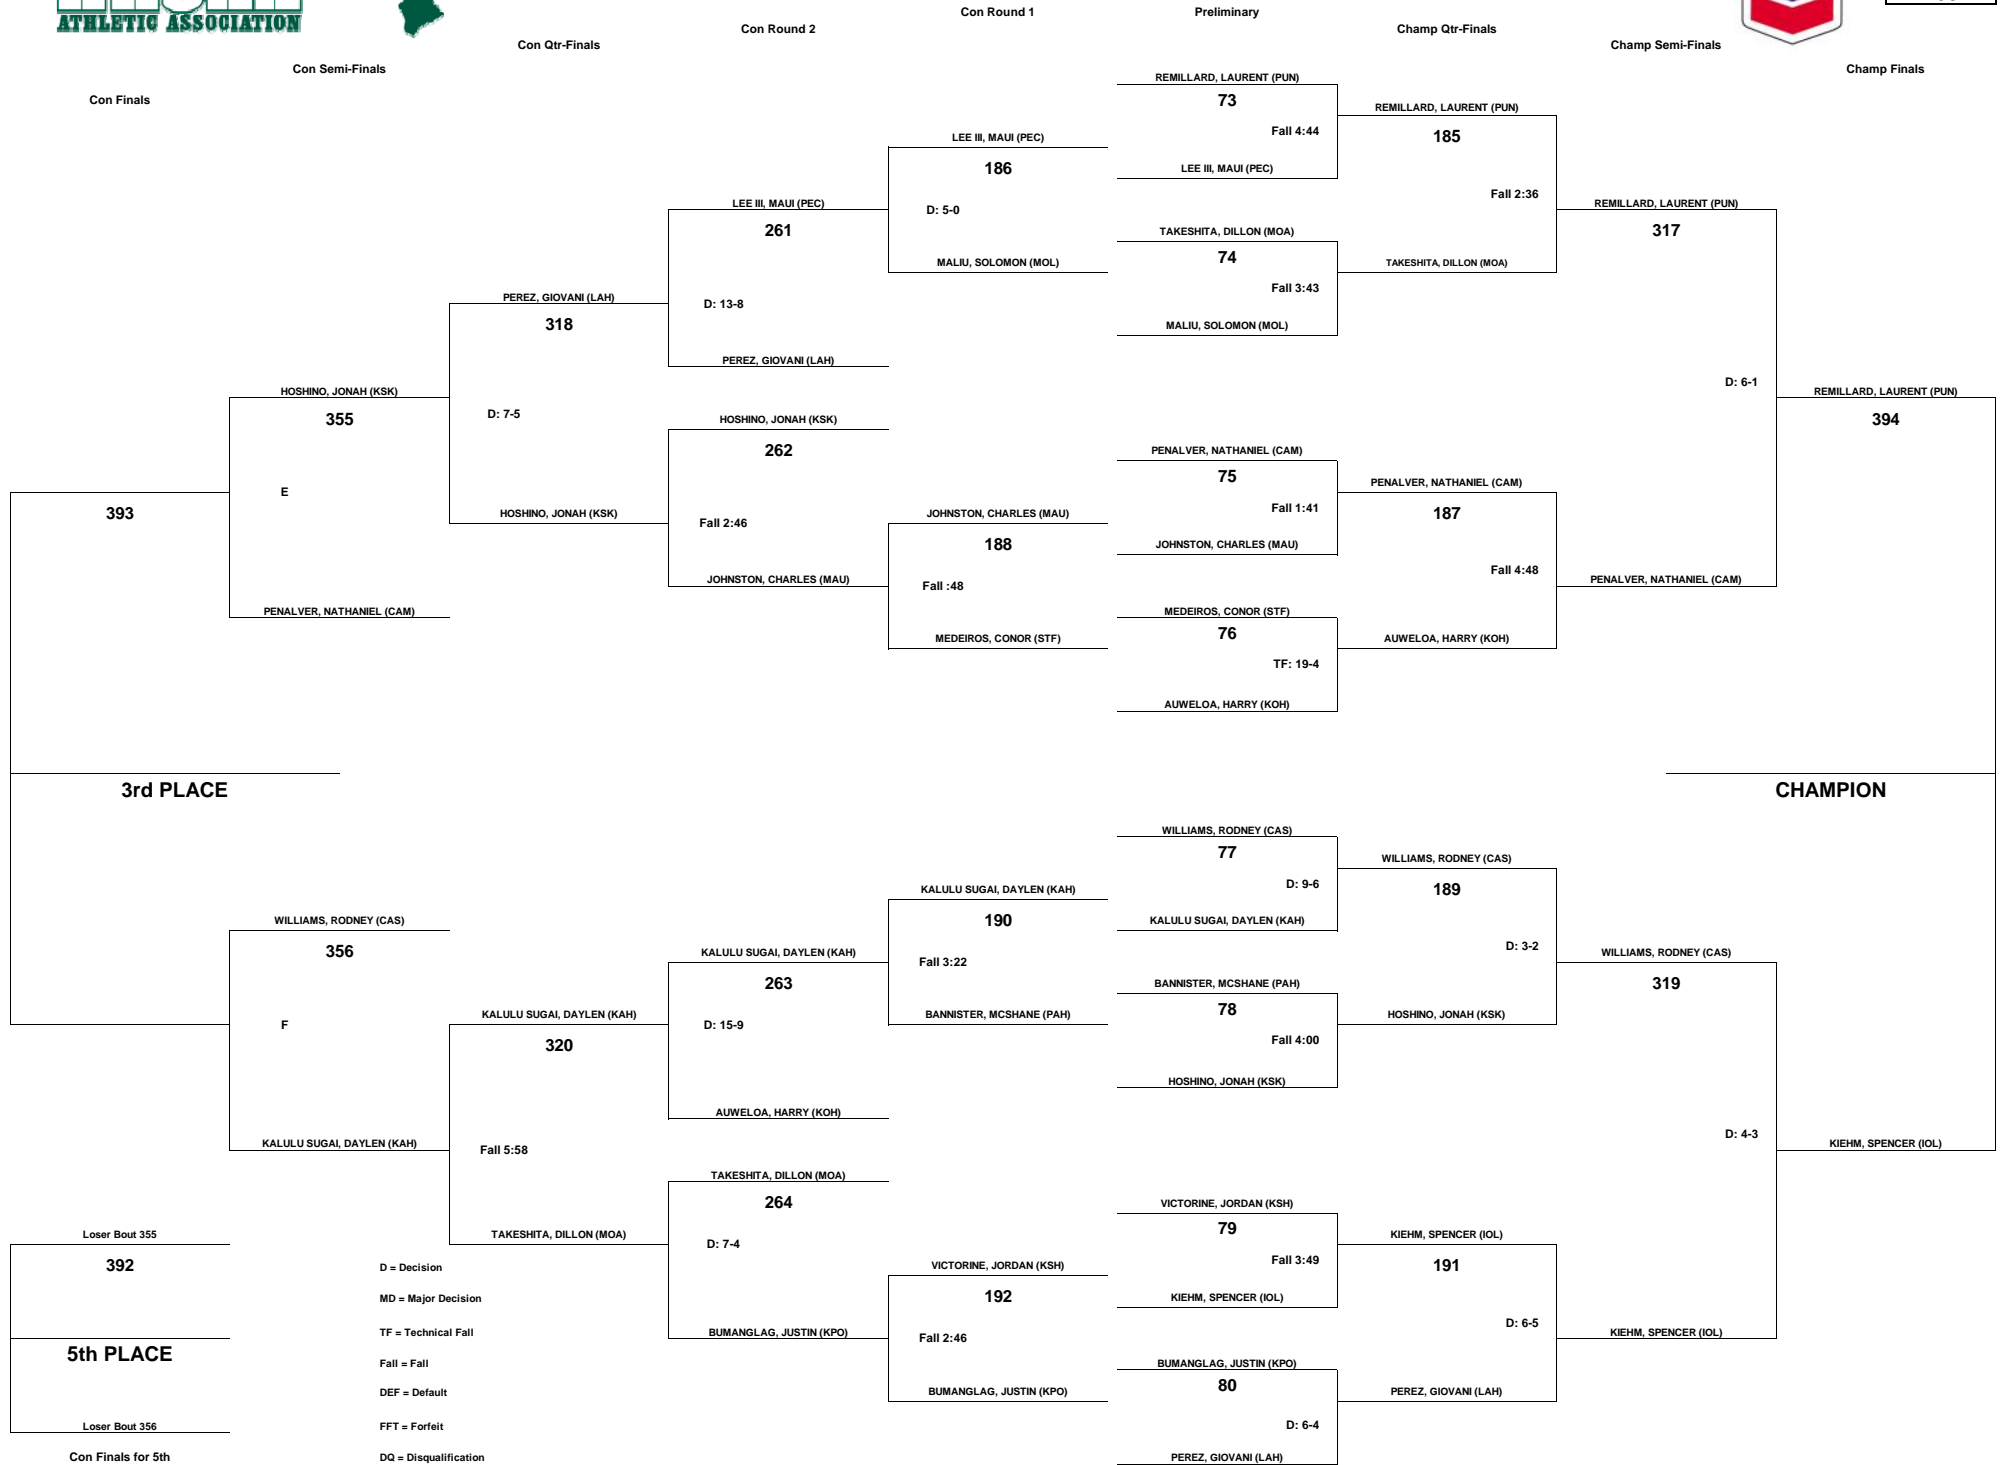 ATHLETIC ASSOCIATION
Con Round 1
Preliminary
Con Round 2
Champ Qtr-Finals
Con Qtr-Finals
Champ Semi-Finals
Con Semi-Finals
Champ Finals
Con Finals
REMILLARD, LAURENT (PUN)
73
REMILLARD, LAURENT (PUN)
Fall 4:44
LEE III, MAUI (PEC)
185
186
LEE III, MAUI (PEC)
Fall 2:36
LEE III, MAUI (PEC)
REMILLARD, LAURENT (PUN)
D: 5-0
261
TAKESHITA, DILLON (MOA)
317
74
MALIU, SOLOMON (MOL)
TAKESHITA, DILLON (MOA)
Fall 3:43
PEREZ, GIOVANI (LAH)
D: 13-8
318
MALIU, SOLOMON (MOL)
PEREZ, GIOVANI (LAH)
D: 6-1
HOSHINO, JONAH (KSK)
REMILLARD, LAURENT (PUN)
D: 7-5
355
HOSHINO, JONAH (KSK)
394
262
PENALVER, NATHANIEL (CAM)
75
PENALVER, NATHANIEL (CAM)
E
Fall 1:41
393
HOSHINO, JONAH (KSK)
JOHNSTON, CHARLES (MAU)
187
Fall 2:46
188
JOHNSTON, CHARLES (MAU)
Fall 4:48
JOHNSTON, CHARLES (MAU)
PENALVER, NATHANIEL (CAM)
Fall :48
PENALVER, NATHANIEL (CAM)
MEDEIROS, CONOR (STF)
76
MEDEIROS, CONOR (STF)
AUWELOA, HARRY (KOH)
TF: 19-4
AUWELOA, HARRY (KOH)
3rd PLACE
CHAMPION
WILLIAMS, RODNEY (CAS)
77
WILLIAMS, RODNEY (CAS)
D: 9-6
KALULU SUGAI, DAYLEN (KAH)
189
WILLIAMS, RODNEY (CAS)
190
KALULU SUGAI, DAYLEN (KAH)
356
D: 3-2
KALULU SUGAI, DAYLEN (KAH)
WILLIAMS, RODNEY (CAS)
Fall 3:22
263
BANNISTER, MCSHANE (PAH)
319
78
KALULU SUGAI, DAYLEN (KAH)
BANNISTER, MCSHANE (PAH)
HOSHINO, JONAH (KSK)
F
D: 15-9
Fall 4:00
320
HOSHINO, JONAH (KSK)
AUWELOA, HARRY (KOH)
D: 4-3
KALULU SUGAI, DAYLEN (KAH)
Fall 5:58
KIEHM, SPENCER (IOL)
TAKESHITA, DILLON (MOA)
264
VICTORINE, JORDAN (KSH)
79
Loser Bout 355
TAKESHITA, DILLON (MOA)
KIEHM, SPENCER (IOL)
D: 7-4
Fall 3:49
392
D = Decision
VICTORINE, JORDAN (KSH)
191
192
MD = Major Decision
KIEHM, SPENCER (IOL)
D: 6-5
TF = Technical Fall
BUMANGLAG, JUSTIN (KPO)
KIEHM, SPENCER (IOL)
Fall 2:46
5th PLACE
Fall = Fall
BUMANGLAG, JUSTIN (KPO)
80
DEF = Default
BUMANGLAG, JUSTIN (KPO)
PEREZ, GIOVANI (LAH)
Loser Bout 356
FFT = Forfeit
D: 6-4
Con Finals for 5th
DQ = Disqualification
PEREZ, GIOVANI (LAH)